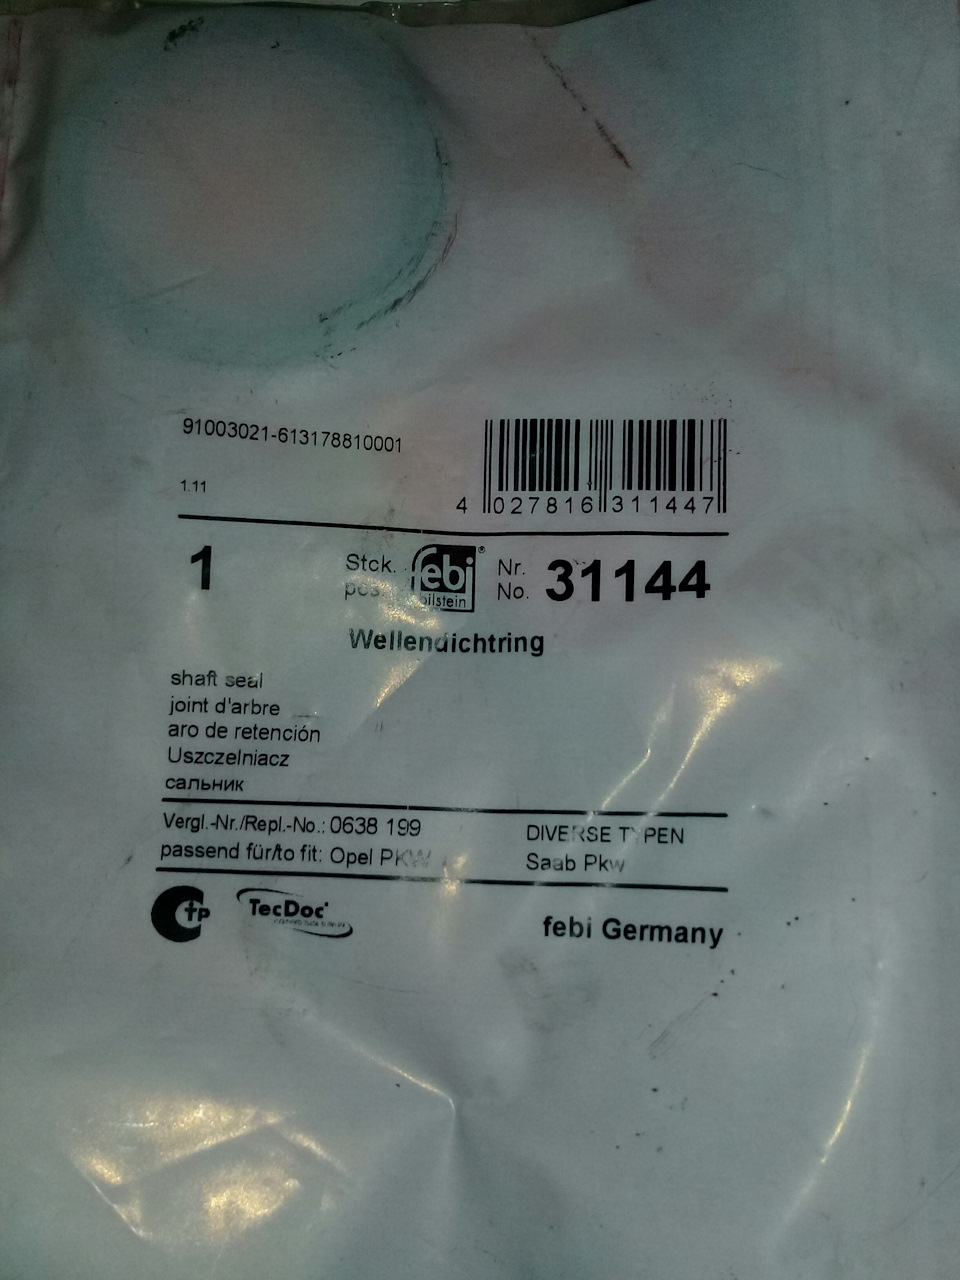 91003021-613178810001
1.11
4 027816 311447
1 Stck. febi® Nr. 31144
pcs. bilstein No.
Wellendichtring
shaft seal
joint d'arbre
aro de retención
Uszczelniacz
сальник
Vergl.-Nr./Repl.-No.: 0638 199 DIVERSE TYPEN
passend für/to fit: Opel PKW Saab Pkw
CTP TecDoc febi Germany